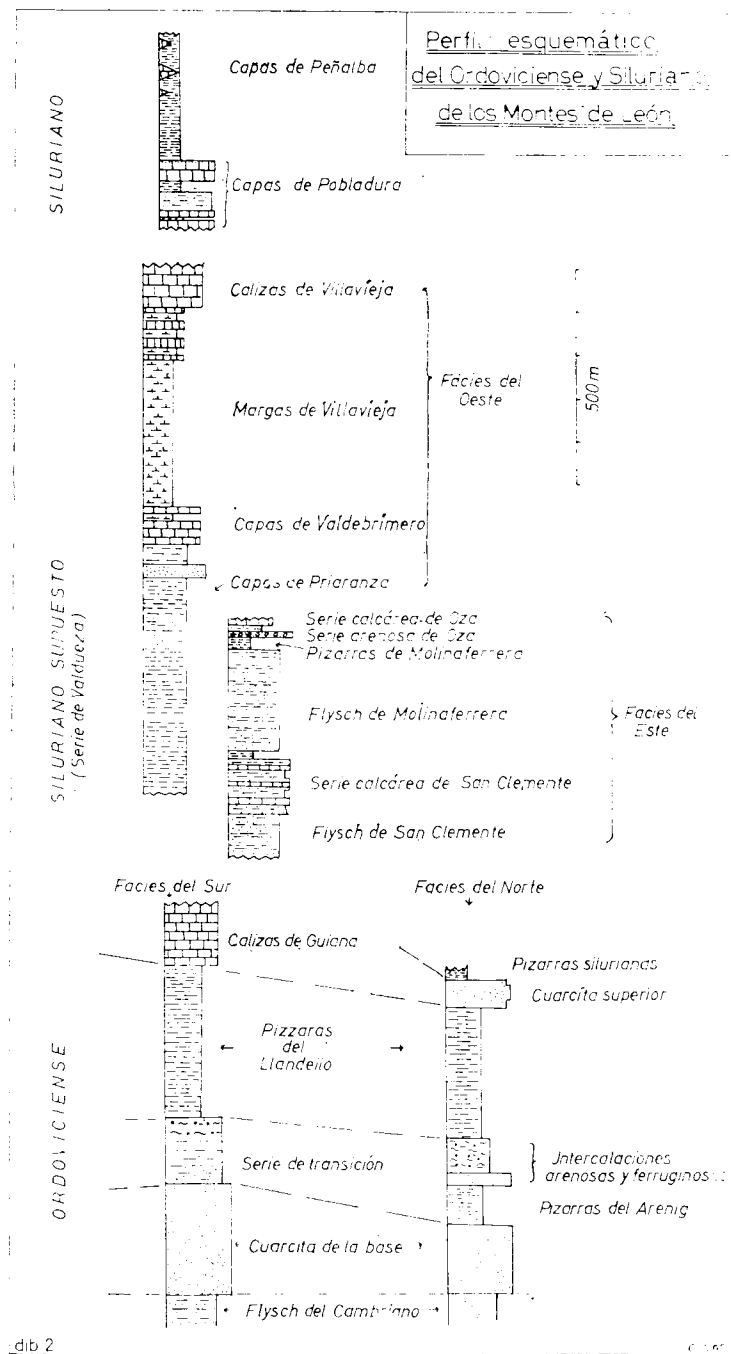 Perfil esquemático
del Ordoviciense y Siluriano
de los Montes de León
SILURIANO
Capas de Peñalba
Capas de Pobladura
SILURIANO SUPUESTO
(Serie de Valdueza)
Calizas de Villavieja
Margas de Villavieja
Capas de Valdebrimero
Capas de Priaranza
Facies del
Oeste
500 m
Serie calcárea de Oza
Serie arenosa de Oza
Pizarras de Molinaferrera
Flysch de Molinaferrera
Serie calcárea de San Clemente
Flysch de San Clemente
Facies del
Este
ORDOVICIENSE
Facies del Sur
Facies del Norte
Calizas de Guiana
Pizarras silurianas
Cuarcita superior
Pizzaras
del
Llandeilo
Serie de transición
Intercalaciones
arenosas y ferruginosas
Pizarras del Arenig
Cuarcita de la base
Flysch del Cambriano
dib. 2